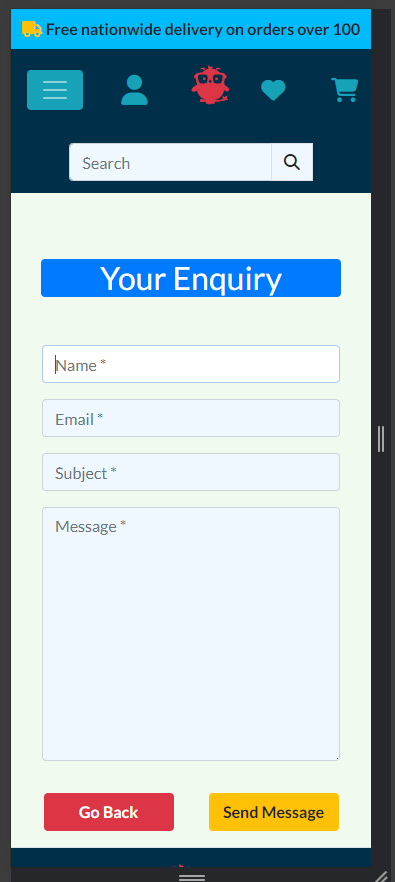 Free nationwide delivery on orders over 100
Search
Your Enquiry
Name *
Email *
Subject *
Message *
Go Back
Send Message